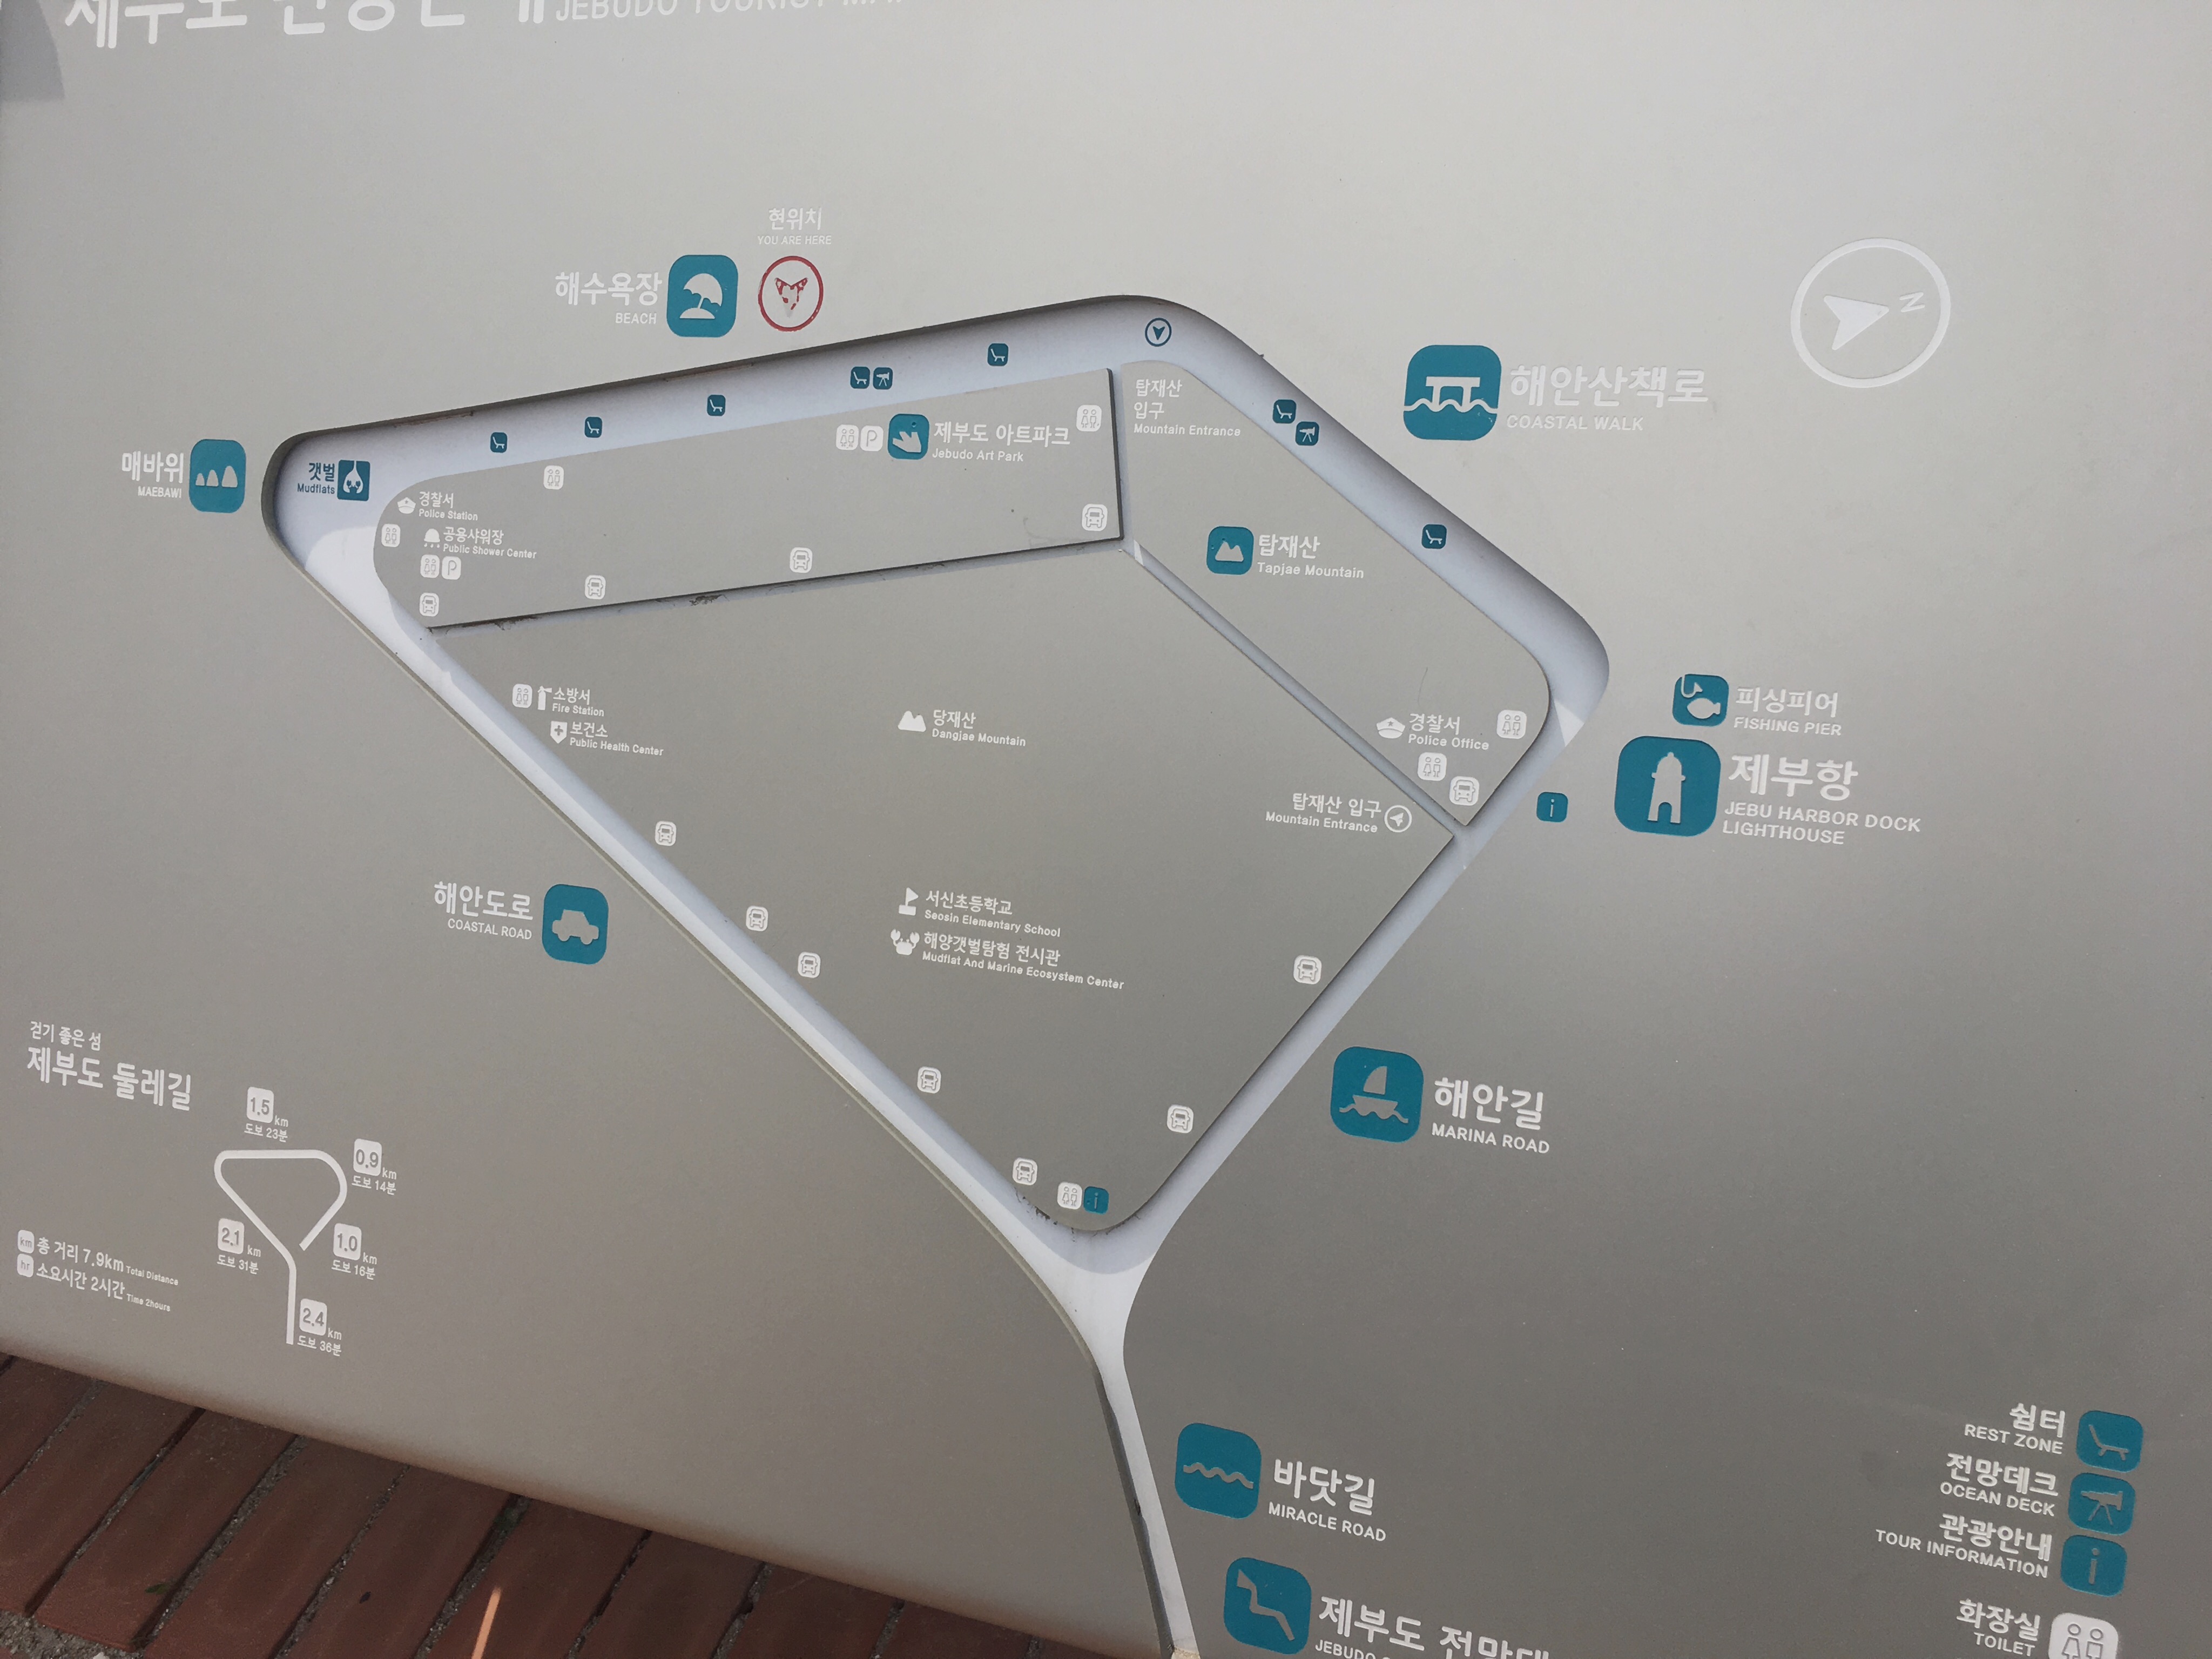 JEBUDO TOURIST
현위치
YOU ARE HERE
해수욕장
BEACH
N
해안산책로
COASTAL WALK
탑재산
입구
Mountain Entrance
제부도 아트파크
Jebudo Art Park
P
매바위
MAEBAWI
갯벌
Mudflats
경찰서
Police Station
공용샤워장
Public Shower Center
P
탑재산
Tapjae Mountain
소방서
Fire Station
보건소
Public Health Center
당재산
Dangjae Mountain
경찰서
Police Office
피싱피어
FISHING PIER
제부항
JEBU HARBOR DOCK
LIGHTHOUSE
i
탑재산 입구
Mountain Entrance
해안도로
COASTAL ROAD
서신초등학교
Seosin Elementary School
해양갯벌탐험 전시관
Mudflat And Marine Ecosystem Center
해안길
MARINA ROAD
i
걷기 좋은 섬
제부도 둘레길
1.5 km
도보 23분
0.9 km
도보 14분
2.1 km
도보 31분
1.0 km
도보 16분
2.4 km
도보 36분
km 총 거리 7.9km Total Distance
hr 소요시간 2시간 Time 2hours
바닷길
MIRACLE ROAD
제부도
JEBUDO
쉼터
REST ZONE
전망데크
OCEAN DECK
관광안내
TOUR INFORMATION
i
화장실
TOILET